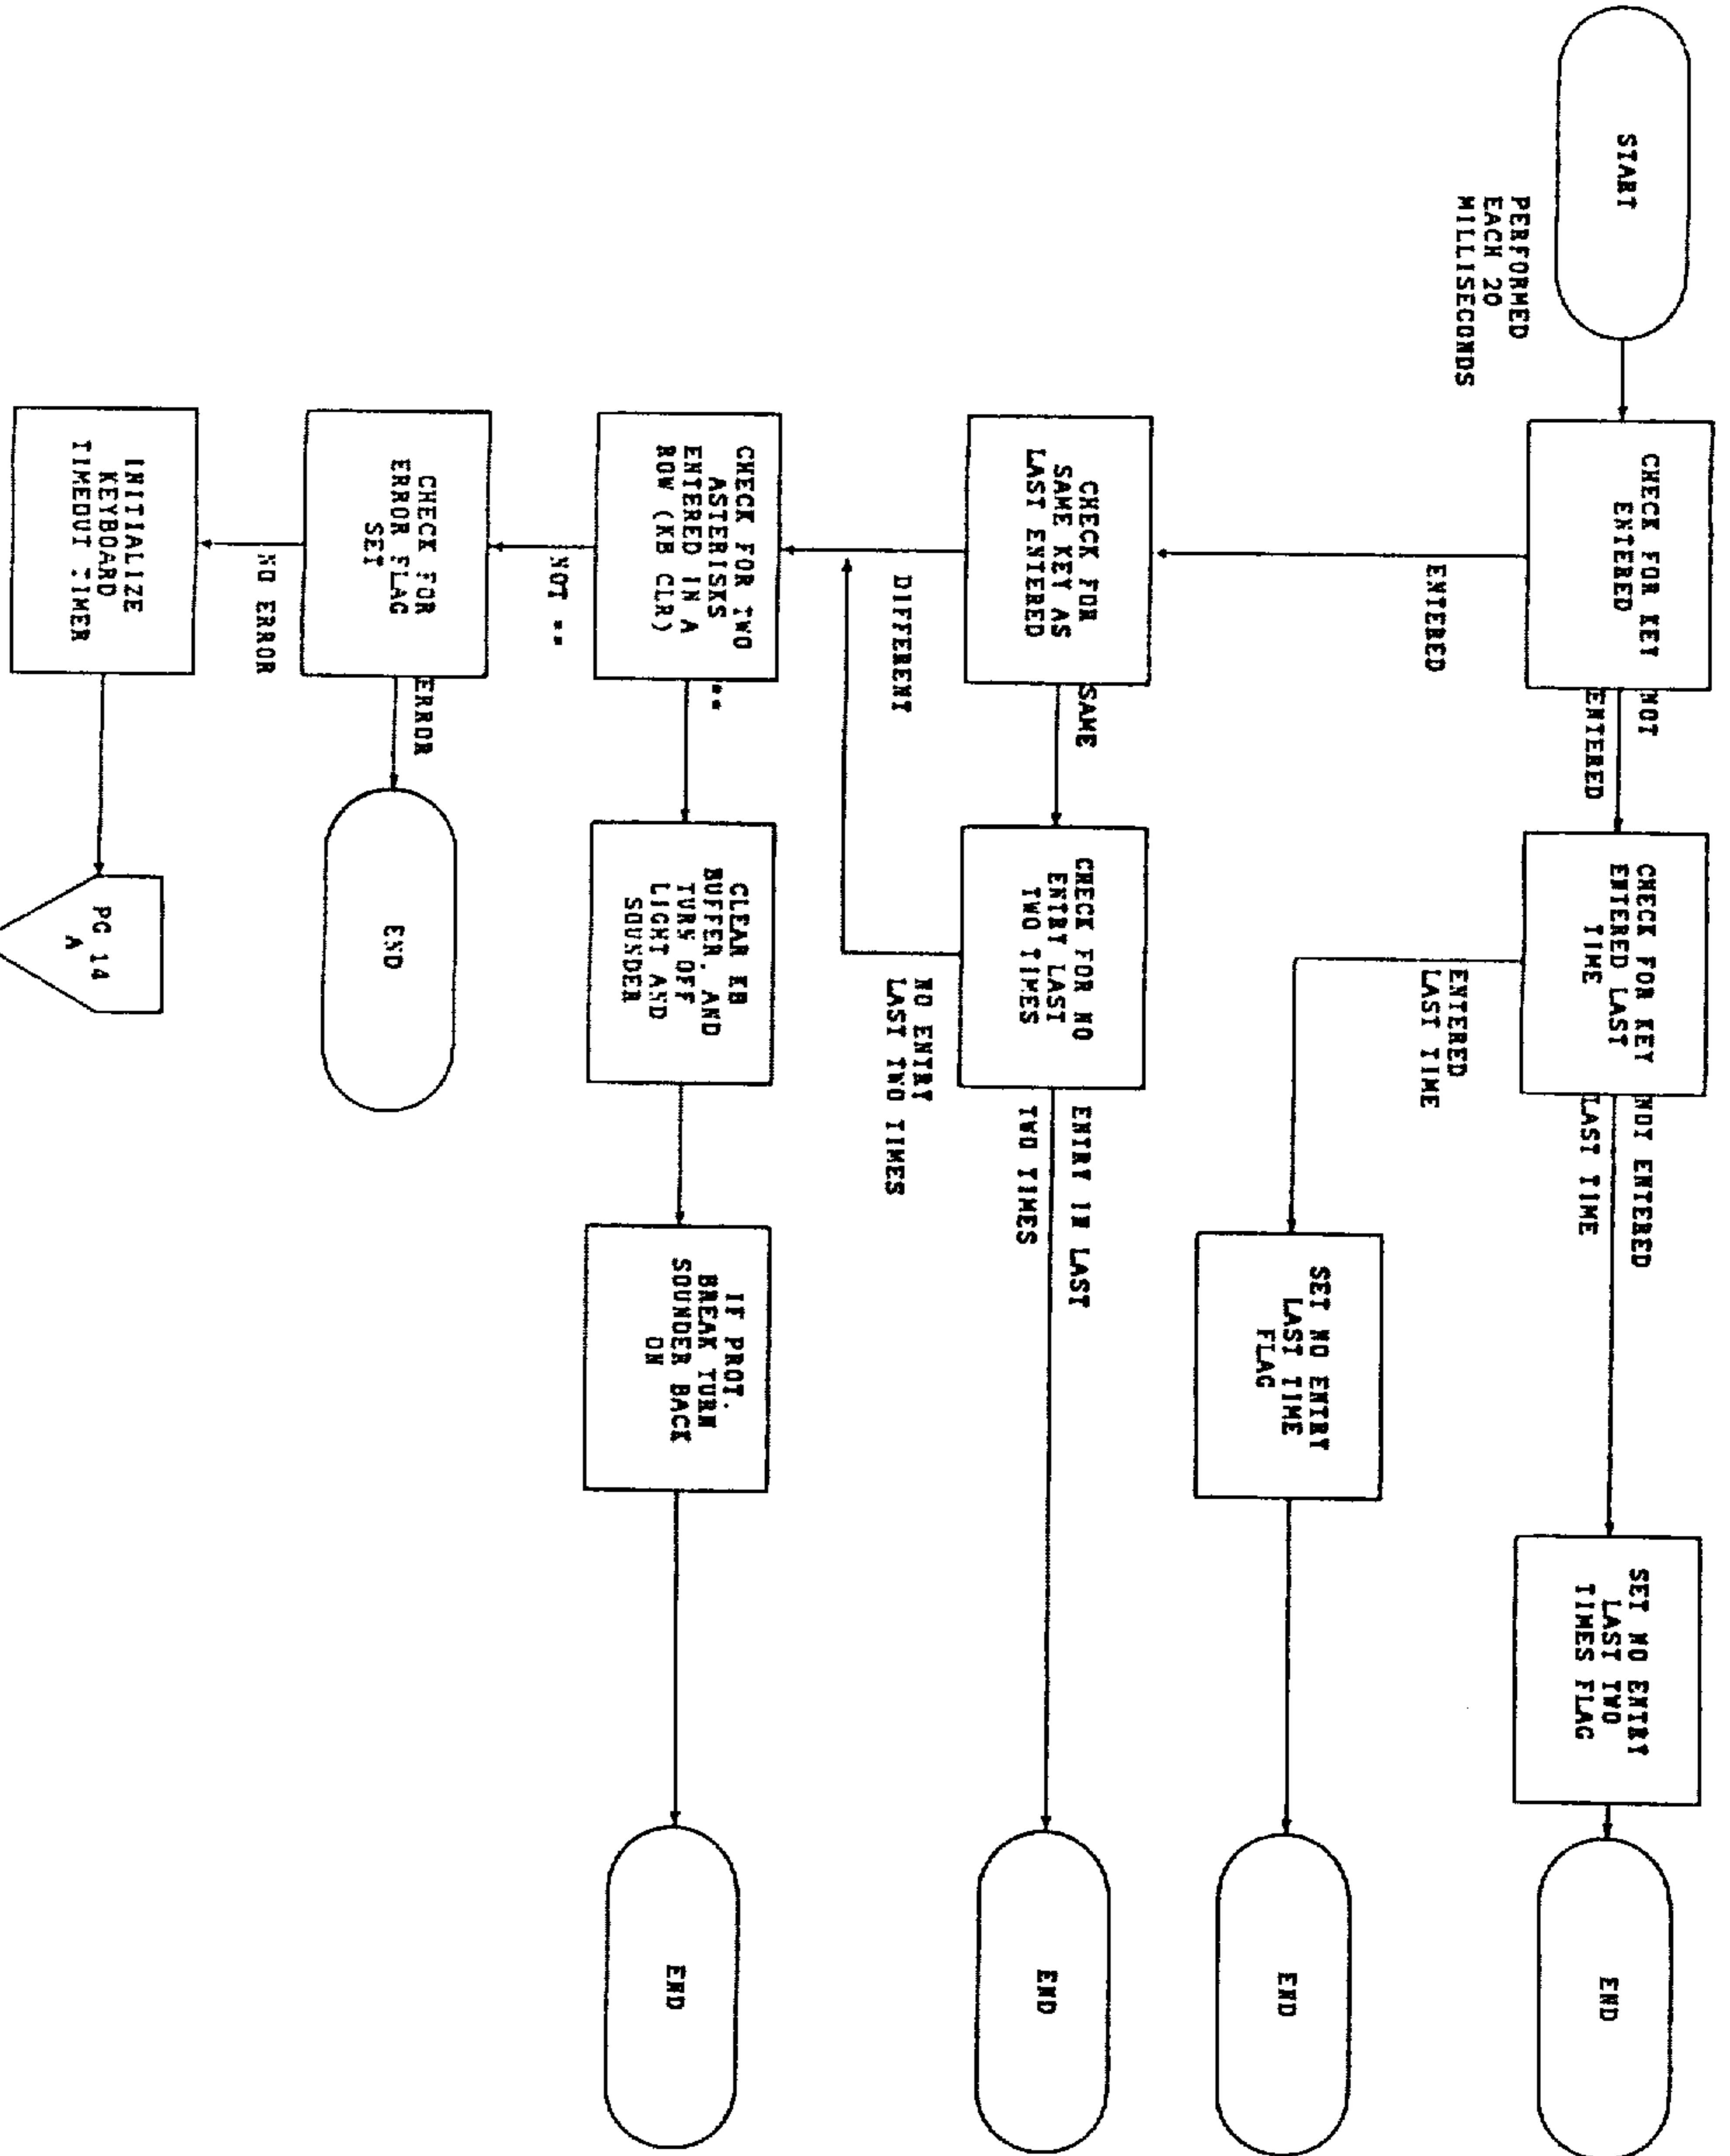 START
PERFORMED
EACH 20
MILLISECONDS
CHECK FOR KEY
ENTERED
NOT
ENTERED
CHECK FOR KEY
ENTERED LAST
TIME
NOT ENTERED
LAST TIME
SET NO ENTRY
LAST TWO
TIMES FLAG
END
ENTERED
ENTERED
LAST TIME
SET NO ENTRY
LAST TIME
FLAG
END
CHECK FOR
SAME KEY AS
LAST ENTERED
SAME
CHECK FOR NO
ENTRY LAST
TWO TIMES
ENTRY IN LAST
TWO TIMES
END
DIFFERENT
NO ENTRY
LAST TWO TIMES
CHECK FOR TWO
ASTERISKS
ENTERED IN A
ROW (KB CLR)
**
CLEAR KB
BUFFER, AND
TURN OFF
LIGHT AND
SOUNDER
IF PROT.
BREAK TURN
SOUNDER BACK
ON
END
NOT **
CHECK FOR
ERROR FLAG
SET
ERROR
END
NO ERROR
INITIALIZE
KEYBOARD
TIMEOUT TIMER
PG 14
A